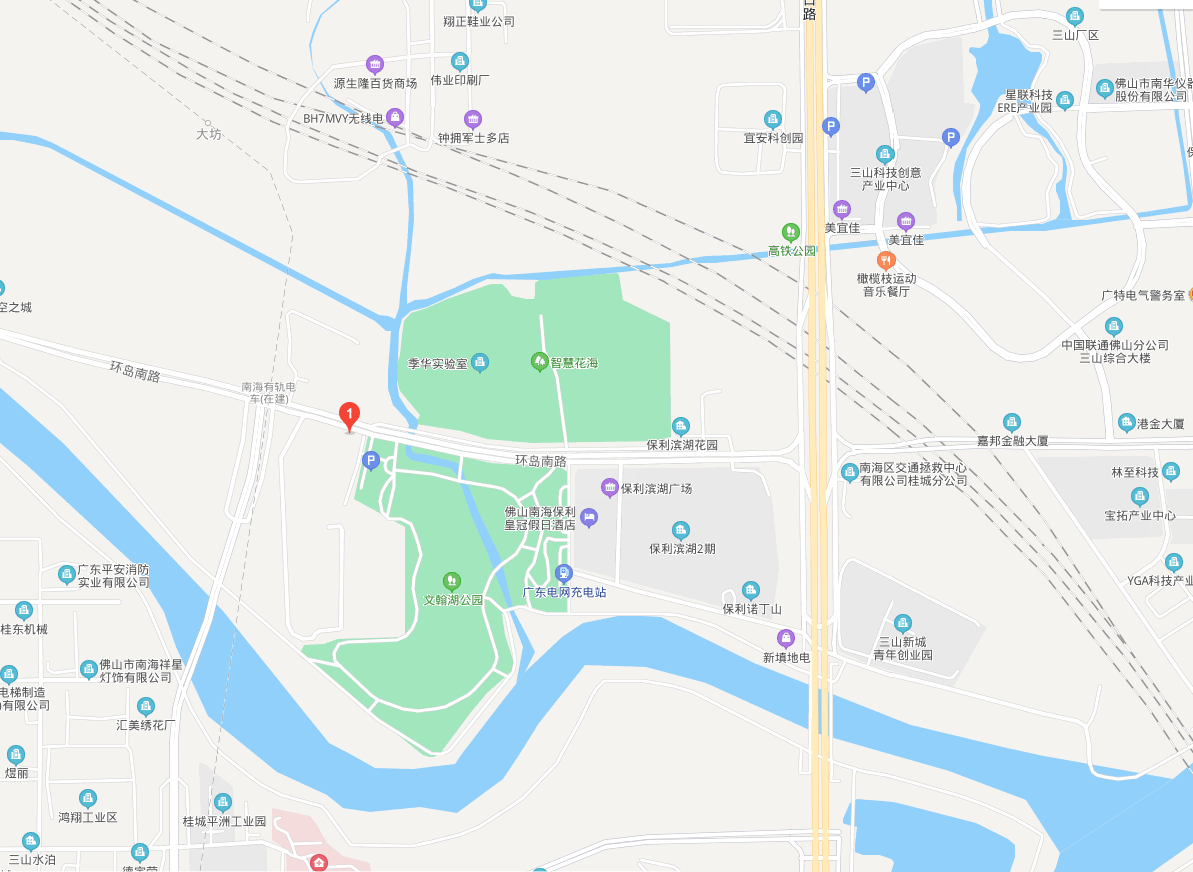 翔正鞋业公司
台路
三山厂区
源生隆百货商场
伟业印刷厂
佛山市南华仪器
股份有限公司
星联科技
ERE产业园
BH7MVY无线电
钟拥军士多店
宜安科创园
大坊
三山科技创意
产业中心
美宜佳
美宜佳
高铁公园
橄榄枝运动
音乐餐厅
广特电气警务室
空之城
中国联通佛山分公司
三山综合大楼
环岛南路
季华实验室
智慧花海
南海有轨电
车(在建)
1
P
P
P
P
保利滨湖花园
嘉邦金融大厦
港金大厦
环岛南路
南海区交通拯救中心
有限公司桂城分公司
林至科技
保利滨湖广场
佛山南海保利
皇冠假日酒店
宝拓产业中心
保利滨湖2期
广东平安消防
实业有限公司
文翰湖公园
广东电网充电站
YGA科技产业
桂东机械
保利诺丁山
三山新城
青年创业园
新填地电
佛山市南海祥星
灯饰有限公司
电梯制造
有限公司
汇美绣花厂
煜丽
鸿翔工业区
桂城平洲工业园
三山水泊